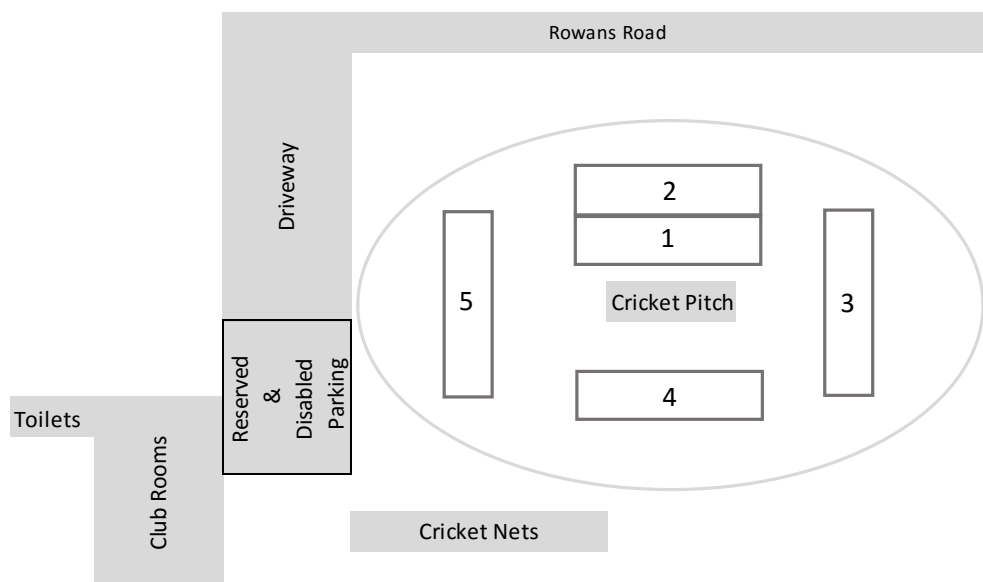 Rowans Road
Driveway
2
1
5
Cricket Pitch
3
Reserved
&
Disabled
Parking
4
Toilets
Club Rooms
Cricket Nets